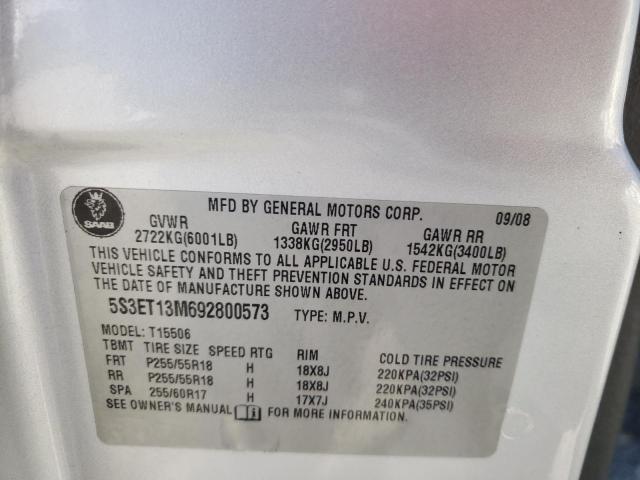 MFD BY GENERAL MOTORS CORP. 09/08
SAAB
GVWR GAWR FRT GAWR RR
2722KG(6001LB) 1338KG(2950LB) 1542KG(3400LB)
THIS VEHICLE CONFORMS TO ALL APPLICABLE U.S. FEDERAL MOTOR
VEHICLE SAFETY AND THEFT PREVENTION STANDARDS IN EFFECT ON
THE DATE OF MANUFACTURE SHOWN ABOVE.
5S3ET13M692800573 TYPE: M.P.V.
MODEL: T15506
TBMT TIRE SIZE SPEED RTG RIM COLD TIRE PRESSURE
FRT P255/55R18 H 18X8J 220KPA(32PSI)
RR P255/55R18 H 18X8J 220KPA(32PSI)
SPA 255/60R17 H 17X7J 240KPA(35PSI)
SEE OWNER'S MANUAL FOR MORE INFORMATION.